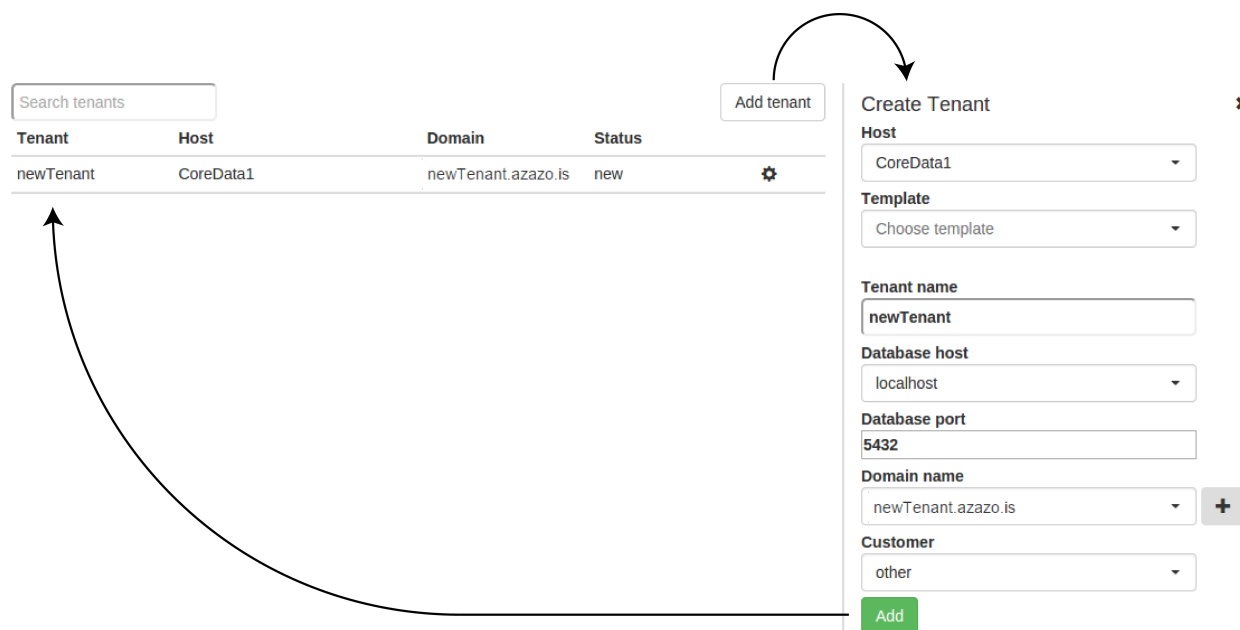 Search tenants
Add tenant
Tenant Host Domain Status
newTenant CoreData1 newTenant.azazo.is new
Create Tenant
Host
CoreData1
Template
Choose template
Tenant name
newTenant
Database host
localhost
Database port
5432
Domain name
newTenant.azazo.is
Customer
other
Add